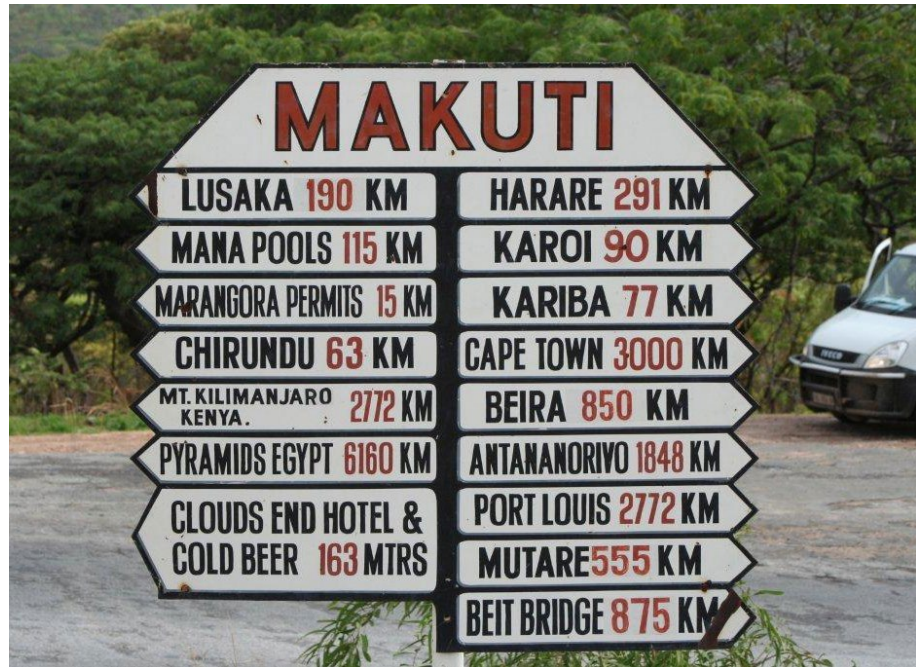 MAKUTI
LUSAKA 190 KM
MANA POOLS 115 KM
MARANGORA PERMITS 15 KM
CHIRUNDU 63 KM
MT. KILIMANJARO
KENYA. 2772 KM
PYRAMIDS EGYPT 6160 KM
CLOUDS END HOTEL &
COLD BEER 163 MTRS
HARARE 291 KM
KAROI 90 KM
KARIBA 77 KM
CAPE TOWN 3000 KM
BEIRA 850 KM
ANTANANORIVO 1848 KM
PORT LOUIS 2772 KM
MUTARE 555 KM
BEIT BRIDGE 875 KM
IVECO